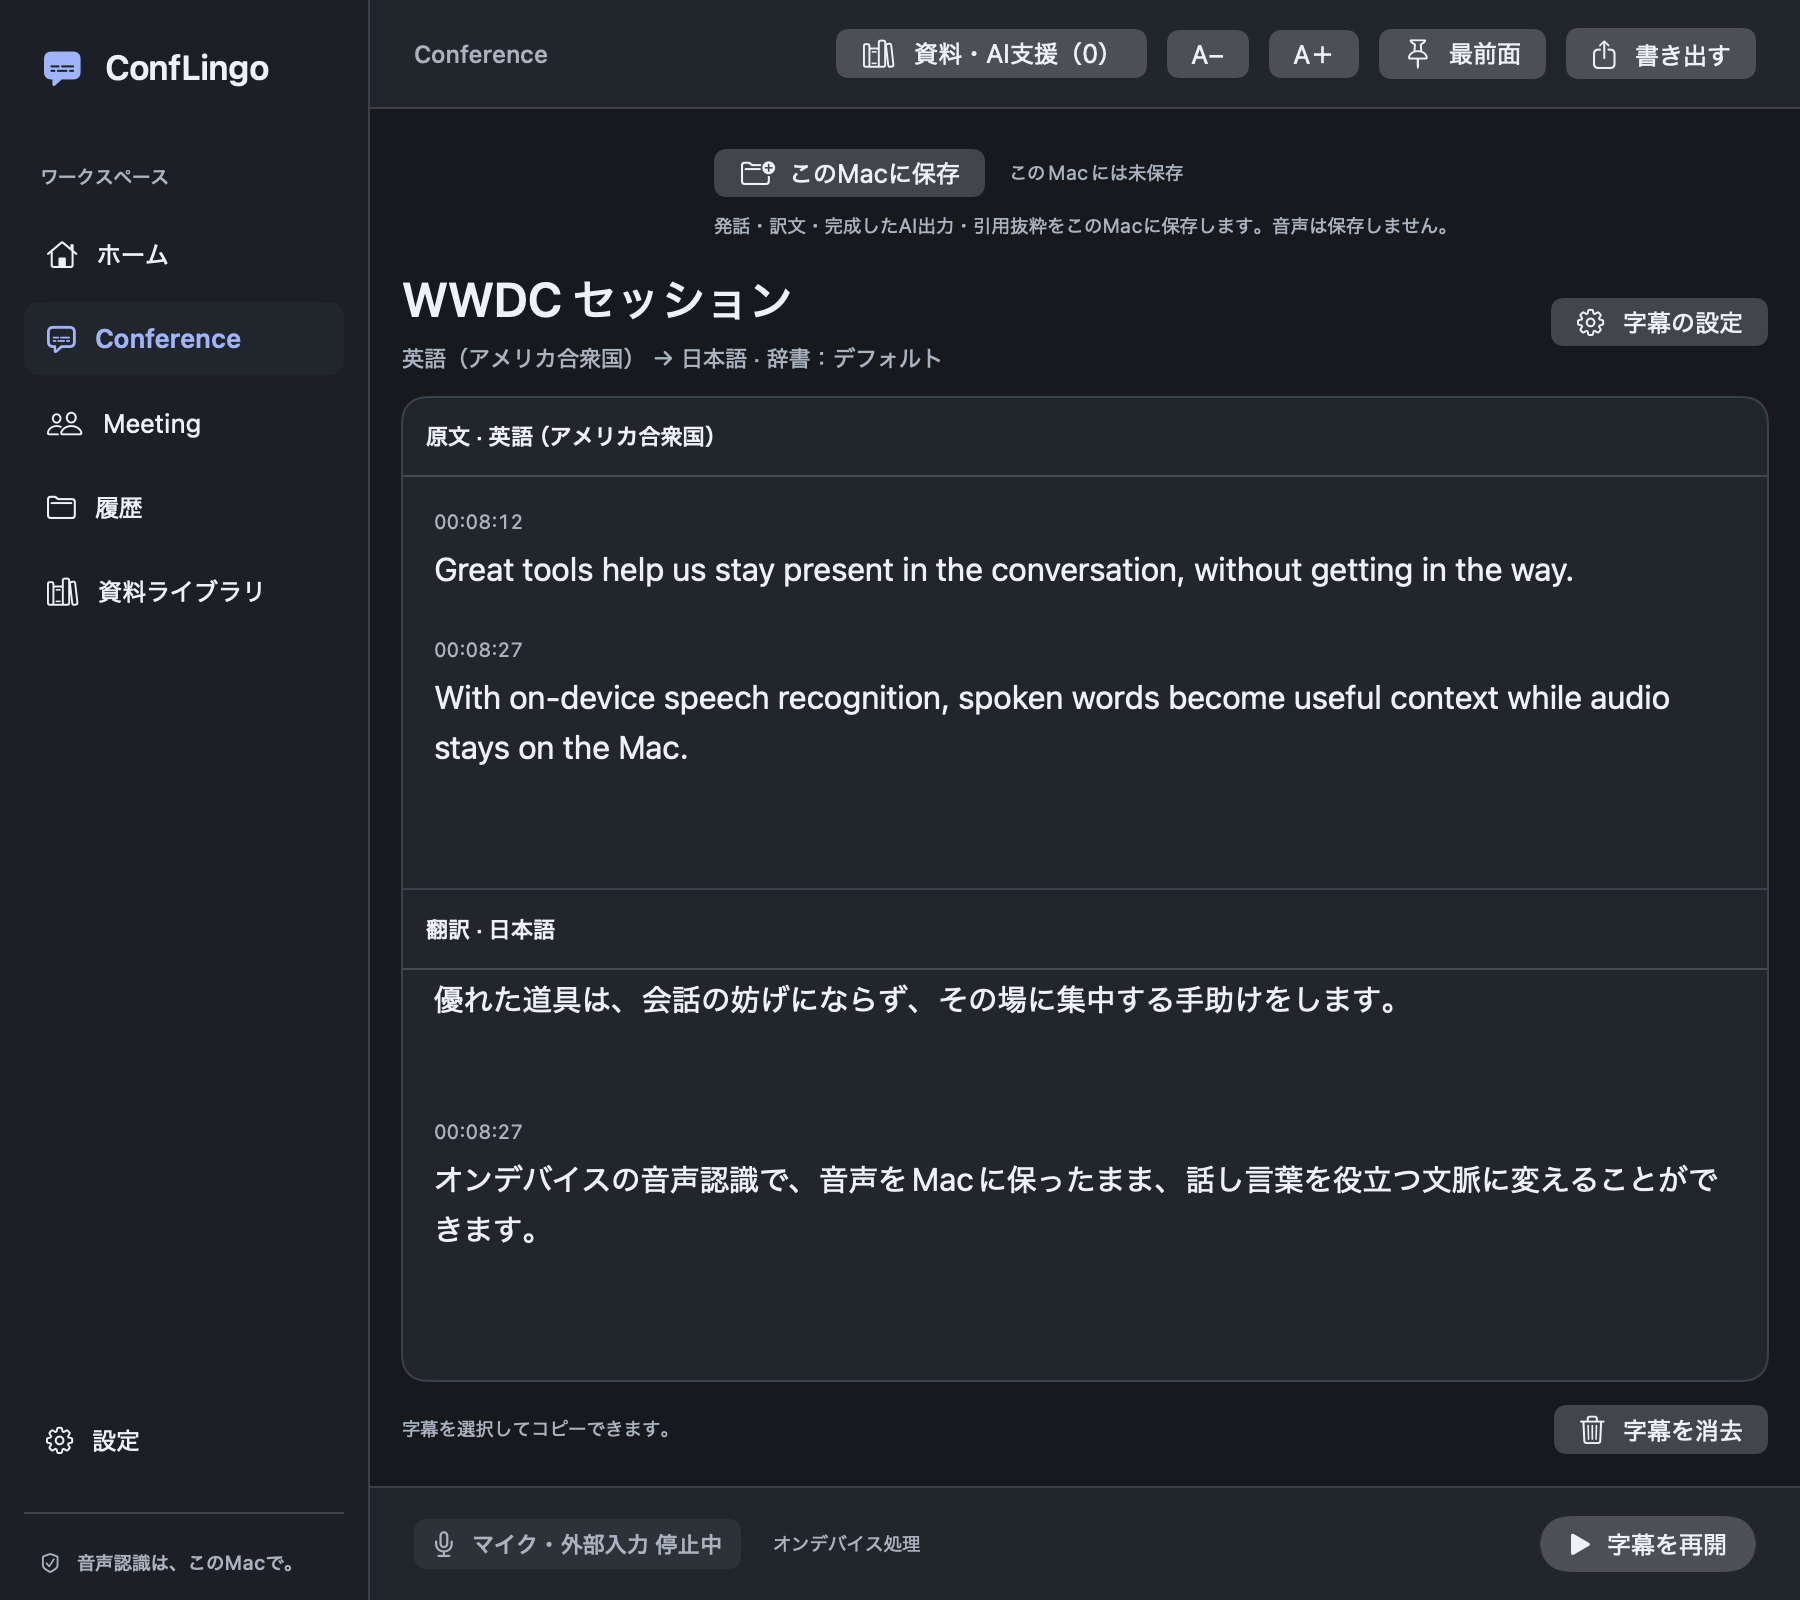 ConfLingo
ワークスペース
ホーム
Conference
Meeting
履歴
資料ライブラリ
設定
音声認識は、このMacで。
Conference
資料・AI支援（0）
A−
A+
最前面
書き出す
このMacに保存
このMacには未保存
発話・訳文・完成したAI出力・引用抜粋をこのMacに保存します。音声は保存しません。
WWDC セッション
英語（アメリカ合衆国） → 日本語 · 辞書：デフォルト
字幕の設定
原文 · 英語（アメリカ合衆国）
00:08:12
Great tools help us stay present in the conversation, without getting in the way.
00:08:27
With on-device speech recognition, spoken words become useful context while audio
stays on the Mac.
翻訳 · 日本語
優れた道具は、会話の妨げにならず、その場に集中する手助けをします。
00:08:27
オンデバイスの音声認識で、音声をMacに保ったまま、話し言葉を役立つ文脈に変えることがで
きます。
字幕を選択してコピーできます。
字幕を消去
マイク・外部入力 停止中
オンデバイス処理
字幕を再開